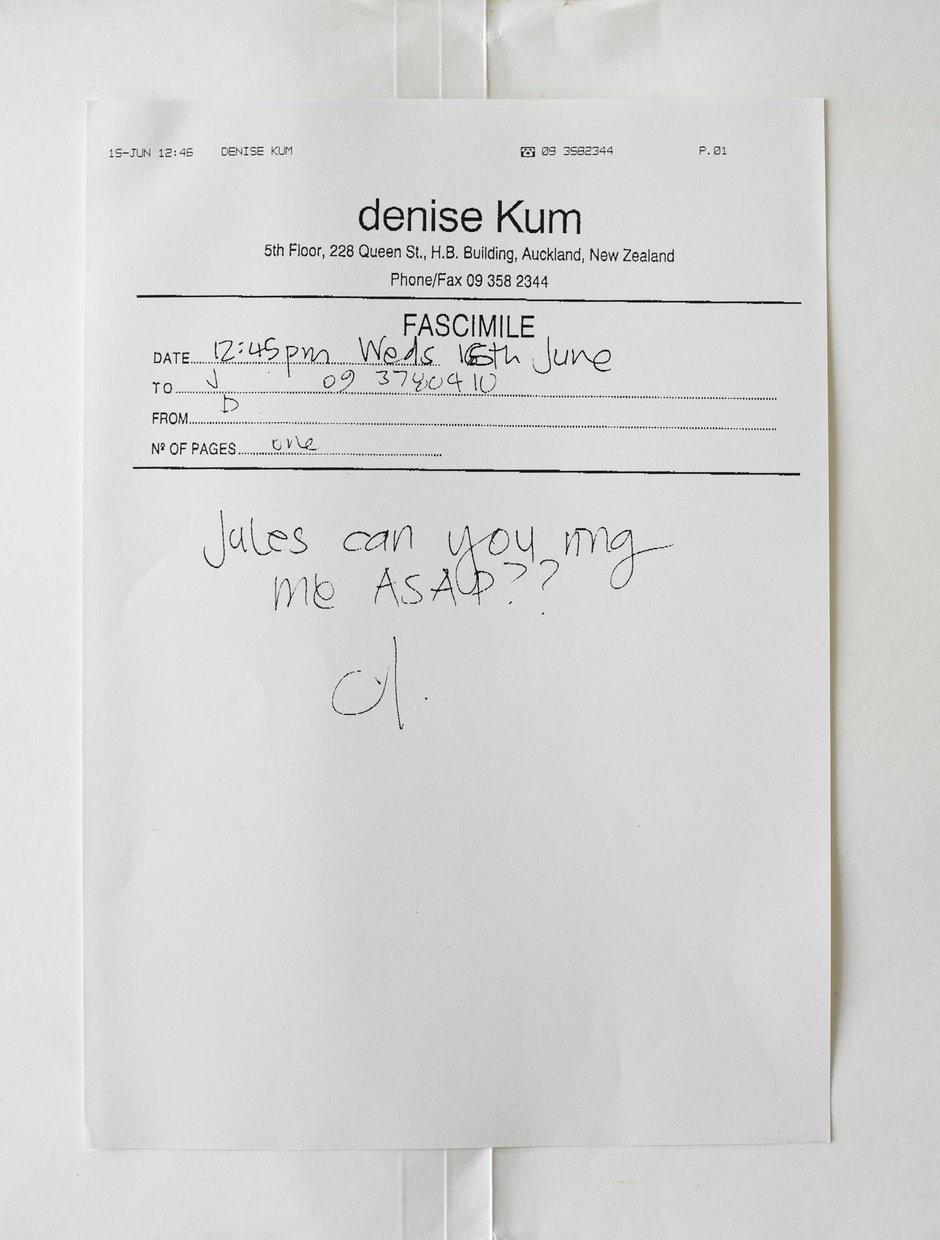 15-JUN 12:46 DENISE KUM ☎ 09 3582344 P.01
denise Kum
5th Floor, 228 Queen St., H.B. Building, Auckland, New Zealand
Phone/Fax 09 358 2344
FASCIMILE
DATE 12:45pm Weds 16th June
TO J 09 3780410
FROM D
Nº OF PAGES one
Jules can you ring
me ASAP??
d.